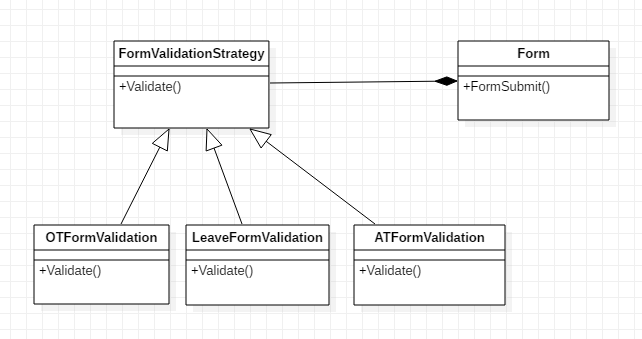 FormValidationStrategy
+Validate()
Form
+FormSubmit()
OTFormValidation
+Validate()
LeaveFormValidation
+Validate()
ATFormValidation
+Validate()